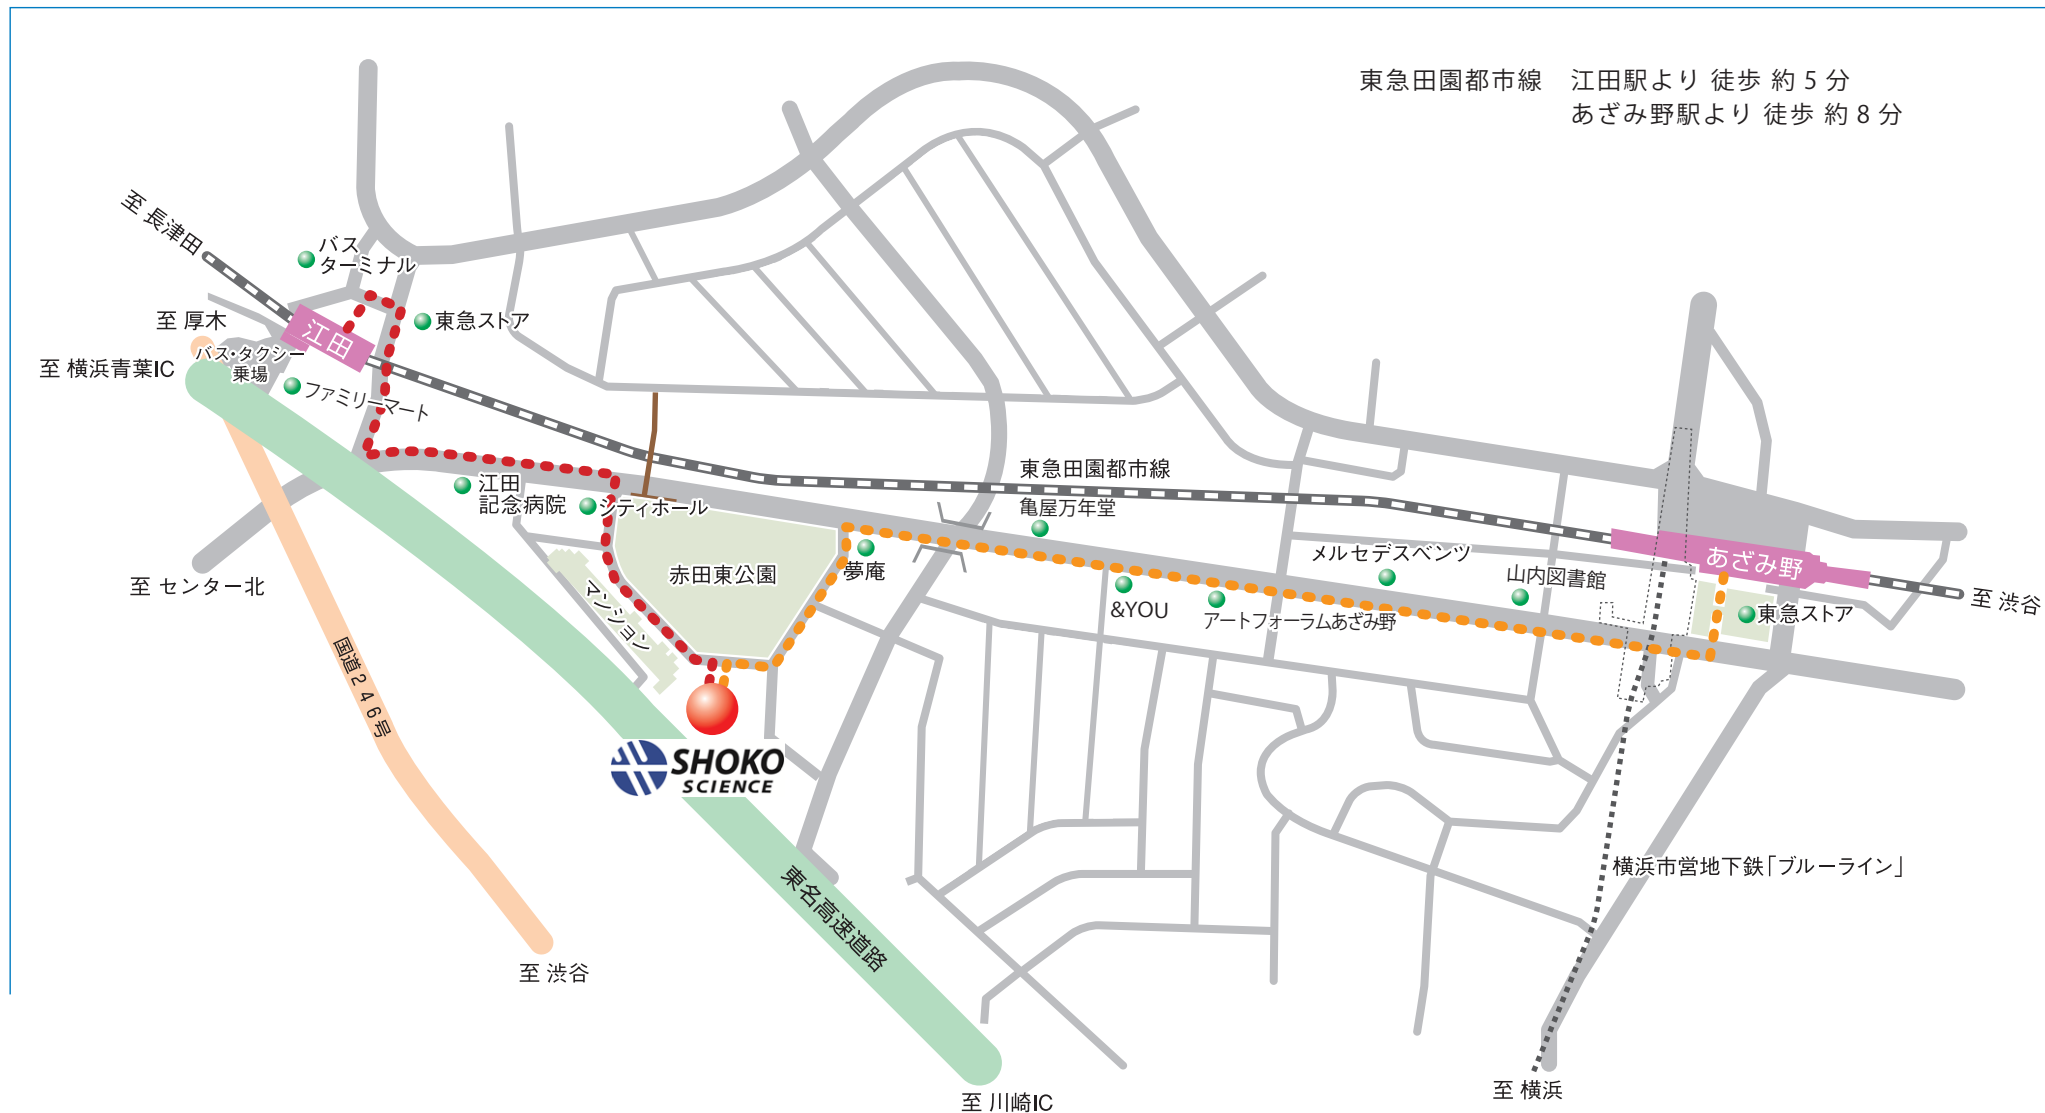 東急田園都市線　江田駅より 徒歩 約 5 分
あざみ野駅より 徒歩 約 8 分
至 長津田
バス
ターミナル
東急ストア
至 厚木
江田
バス・タクシー
乗場
至 横浜青葉IC
ファミリーマート
江田
記念病院
シティホール
東急田園都市線
亀屋万年堂
赤田東公園
夢庵
マンション
&YOU
アートフォーラムあざみ野
メルセデスベンツ
山内図書館
あざみ野
東急ストア
至 渋谷
至 センター北
国道246号
SHOKO
SCIENCE
東名高速道路
横浜市営地下鉄「ブルーライン」
至 渋谷
至 川崎IC
至 横浜